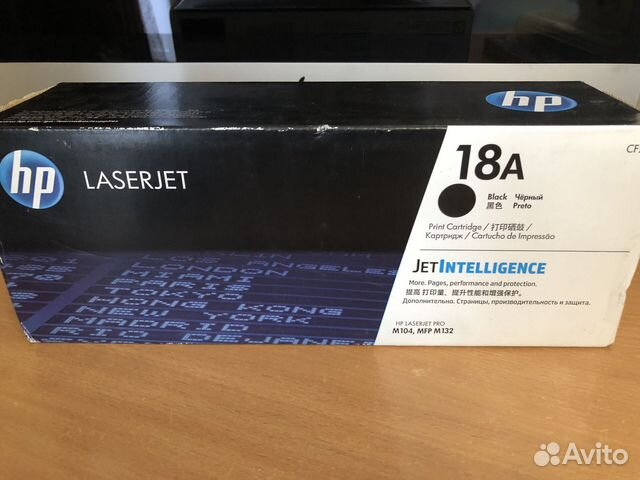 hp
hp LASERJET
18A
Black Чёрный
黑色 Preto
Print Cartridge / 打印硒鼓 /
Картридж / Cartucho de Impressão
JETINTELLIGENCE
More. Pages, performance and protection.
提高 打印量、提升性能和增强保护。
Дополнительно. Страницы, производительность и защита.
HP LASERJET PRO
M104, MFP M132
NEW YORK
MADRID
Avito